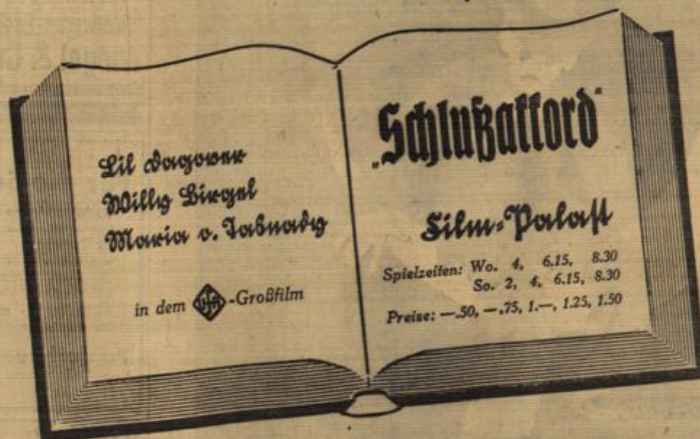 Lil Dagover
Willy Birgel
Maria v. Tasnady
in dem Ufa-Großfilm
„Schlußakkord“
Film-Palast
Spielzeiten: Wo. 4, 6.15, 8.30
So. 2, 4, 6.15, 8.30
Preise: —.50, —.75, 1.—, 1.25, 1.50